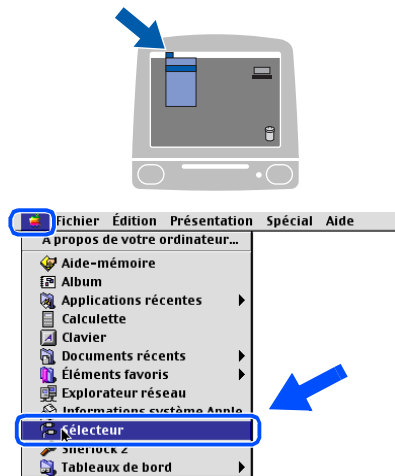 Fichier Édition Présentation Spécial Aide
A propos de votre ordinateur...
Aide-mémoire
Album
Applications récentes
Calculette
Clavier
Documents récents
Éléments favoris
Explorateur réseau
Informations système Apple
Sélecteur
Sherlock 2
Tableaux de bord